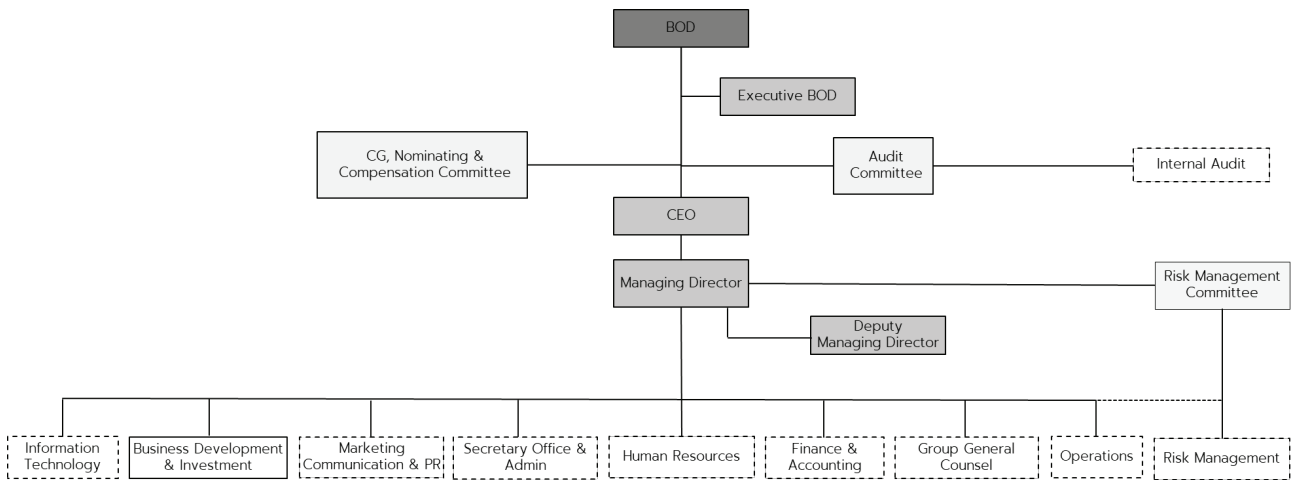 BOD
Executive BOD
CG, Nominating &
Compensation Committee
Audit
Committee
Internal Audit
CEO
Managing Director
Risk Management
Committee
Deputy
Managing Director
Information
Technology
Business Development
& Investment
Marketing
Communication & PR
Secretary Office &
Admin
Human Resources
Finance &
Accounting
Group General
Counsel
Operations
Risk Management